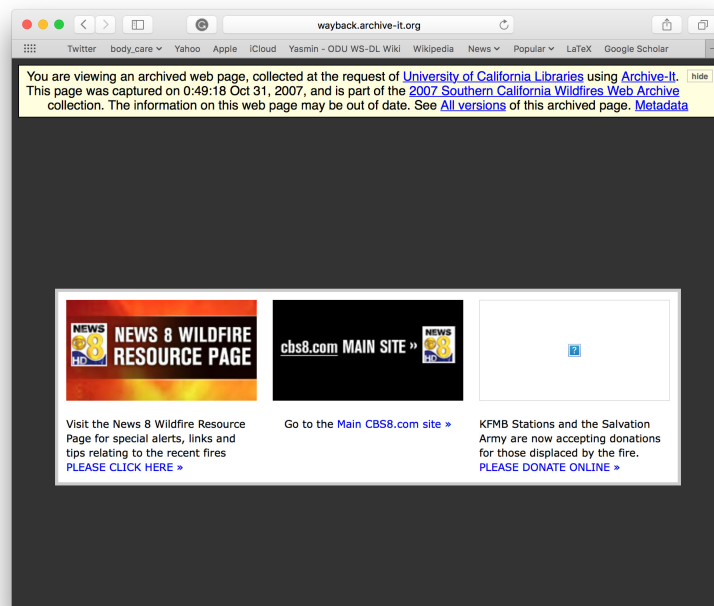 wayback.archive-it.org
Twitter body_care Yahoo Apple iCloud Yasmin - ODU WS-DL Wiki Wikipedia News Popular LaTeX Google Scholar
You are viewing an archived web page, collected at the request of University of California Libraries using Archive-It. hide
This page was captured on 0:49:18 Oct 31, 2007, and is part of the 2007 Southern California Wildfires Web Archive
collection. The information on this web page may be out of date. See All versions of this archived page. Metadata
NEWS 8 HD
NEWS 8 WILDFIRE
RESOURCE PAGE
cbs8.com MAIN SITE »
NEWS 8 HD
?
Visit the News 8 Wildfire Resource
Page for special alerts, links and
tips relating to the recent fires
PLEASE CLICK HERE »
Go to the Main CBS8.com site »
KFMB Stations and the Salvation
Army are now accepting donations
for those displaced by the fire.
PLEASE DONATE ONLINE »